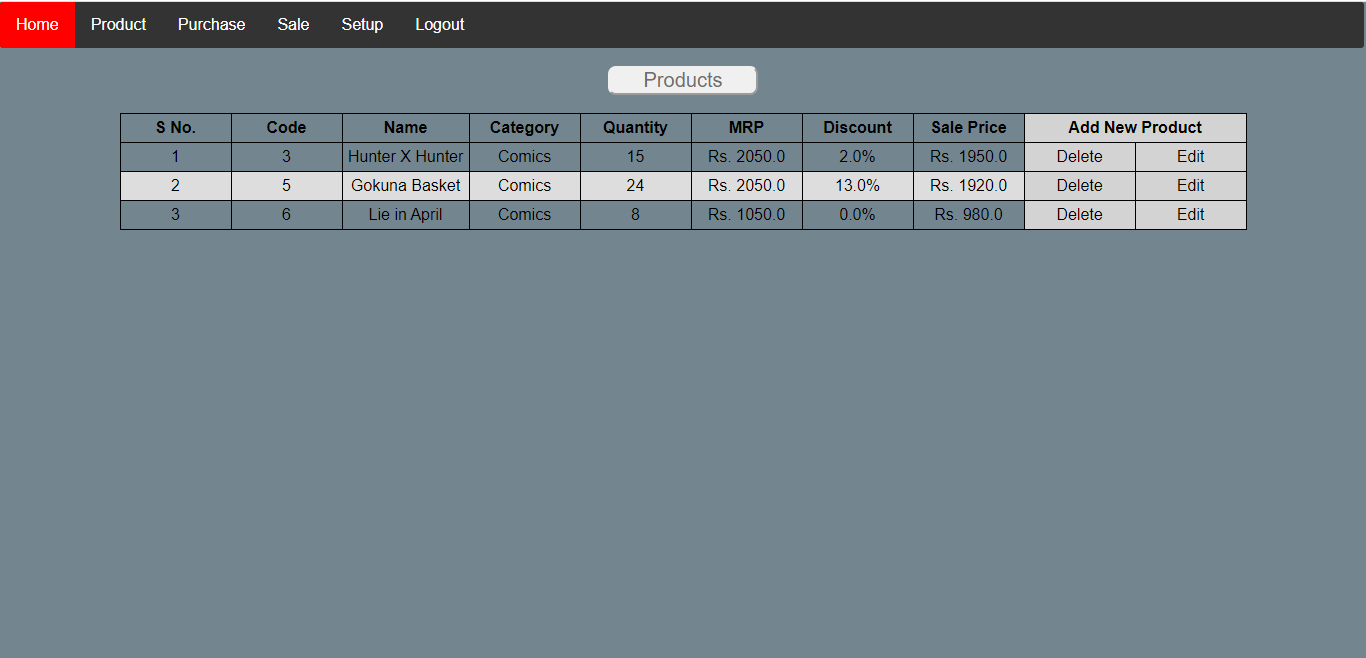 Home Product Purchase Sale Setup Logout
Products
S No. Code Name Category Quantity MRP Discount Sale Price Add New Product
1 3 Hunter X Hunter Comics 15 Rs. 2050.0 2.0% Rs. 1950.0 Delete Edit
2 5 Gokuna Basket Comics 24 Rs. 2050.0 13.0% Rs. 1920.0 Delete Edit
3 6 Lie in April Comics 8 Rs. 1050.0 0.0% Rs. 980.0 Delete Edit